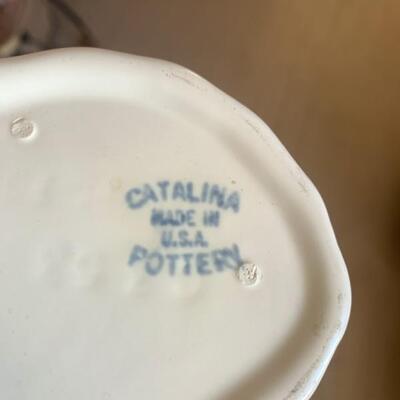 CATALINA
MADE IN
U.S.A.
POTTERY